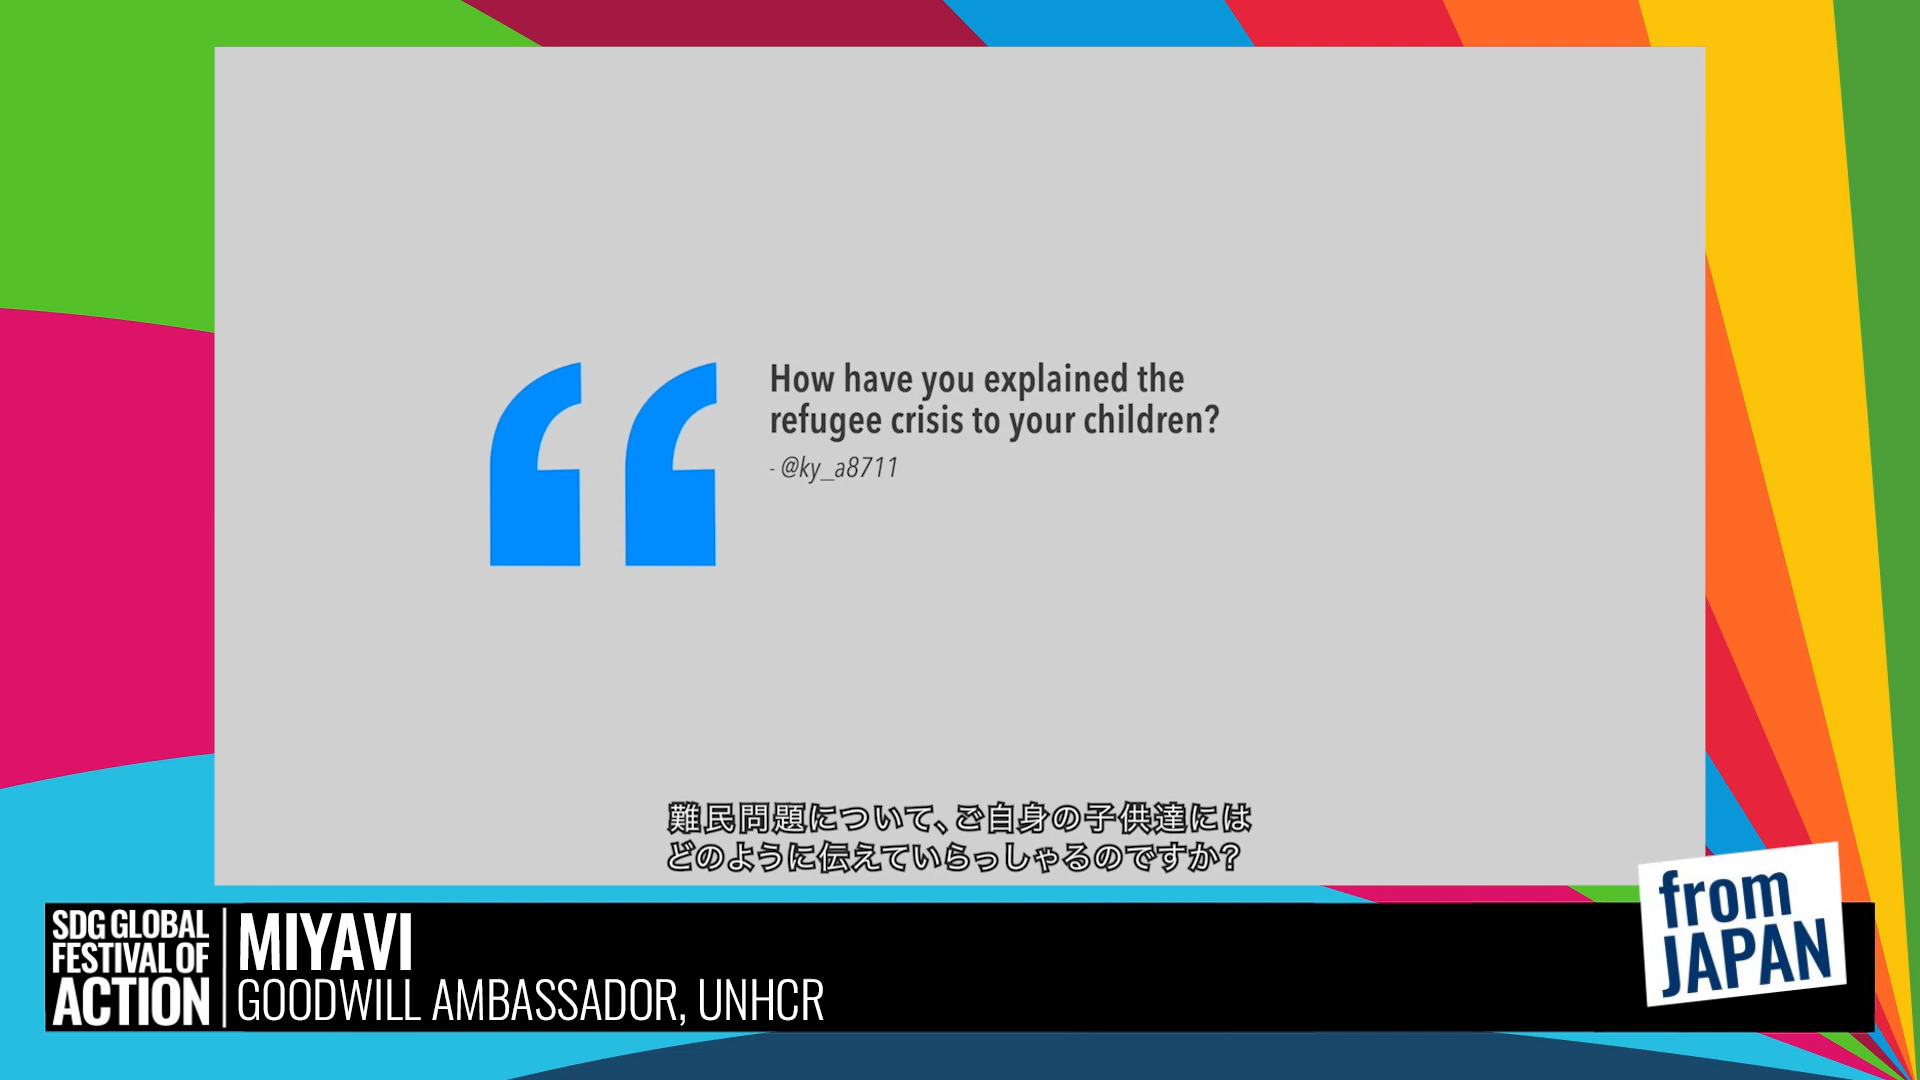 How have you explained the
refugee crisis to your children?
- @ky_a8711
難民問題について、ご自身の子供達には
どのように伝えていらっしゃるのですか?
SDG GLOBAL
FESTIVAL OF
ACTION
MIYAVI
GOODWILL AMBASSADOR, UNHCR
from
JAPAN